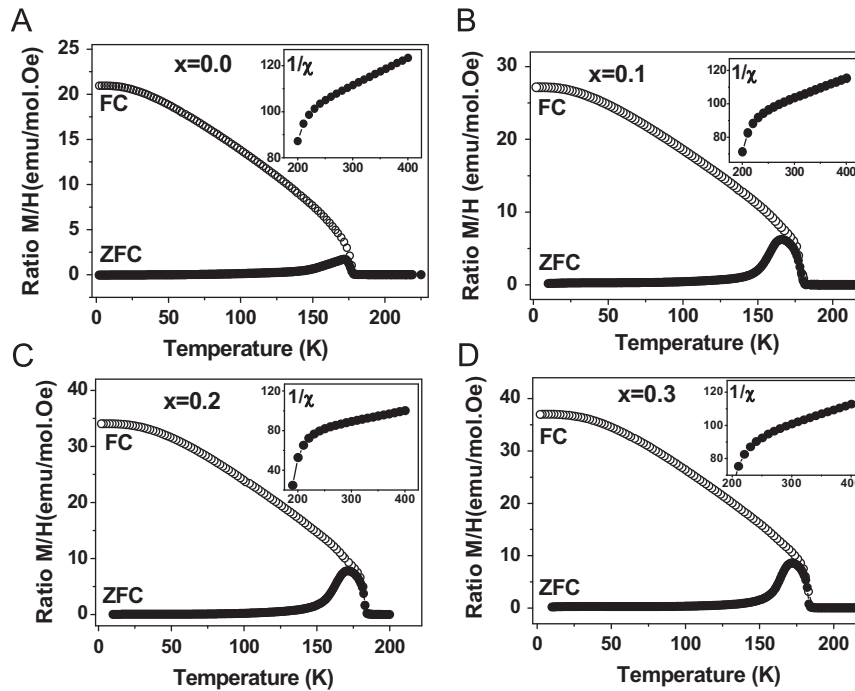 A
x=0.0
1/χ
FC
ZFC
Ratio M/H(emu/mol.Oe)
25
20
15
10
5
0
0 50 100 150 200
Temperature (K)
120
100
80
200 300 400
B
x=0.1
1/χ
FC
ZFC
Ratio M/H (emu/mol.Oe)
30
20
10
0
0 50 100 150 200
Temperature (K)
120
100
80
200 300 400
C
x=0.2
1/χ
FC
ZFC
Ratio M/H(emu/mol.Oe)
40
30
20
10
0
0 50 100 150 200
Temperature (K)
120
80
40
200 300 400
D
x=0.3
1/χ
FC
ZFC
Ratio M/H(emu/mol.Oe)
40
30
20
10
0
0 50 100 150 200
Temperature (K)
120
100
80
200 300 400